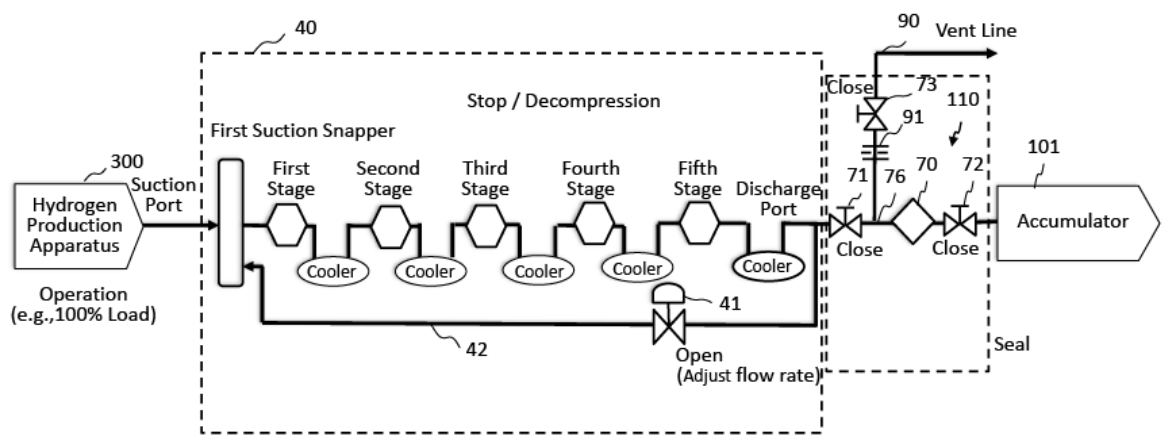 40
90
Vent Line
Stop / Decompression
Close
73
110
First Suction Snapper
91
300
Suction
Port
First
Stage
Second
Stage
Third
Stage
Fourth
Stage
Fifth
Stage
Discharge
Port
71
76
70
72
101
Hydrogen
Production
Apparatus
Accumulator
Close
Close
Cooler
Cooler
Cooler
Cooler
Cooler
Operation
(e.g.,100% Load)
41
42
Open
(Adjust flow rate)
Seal